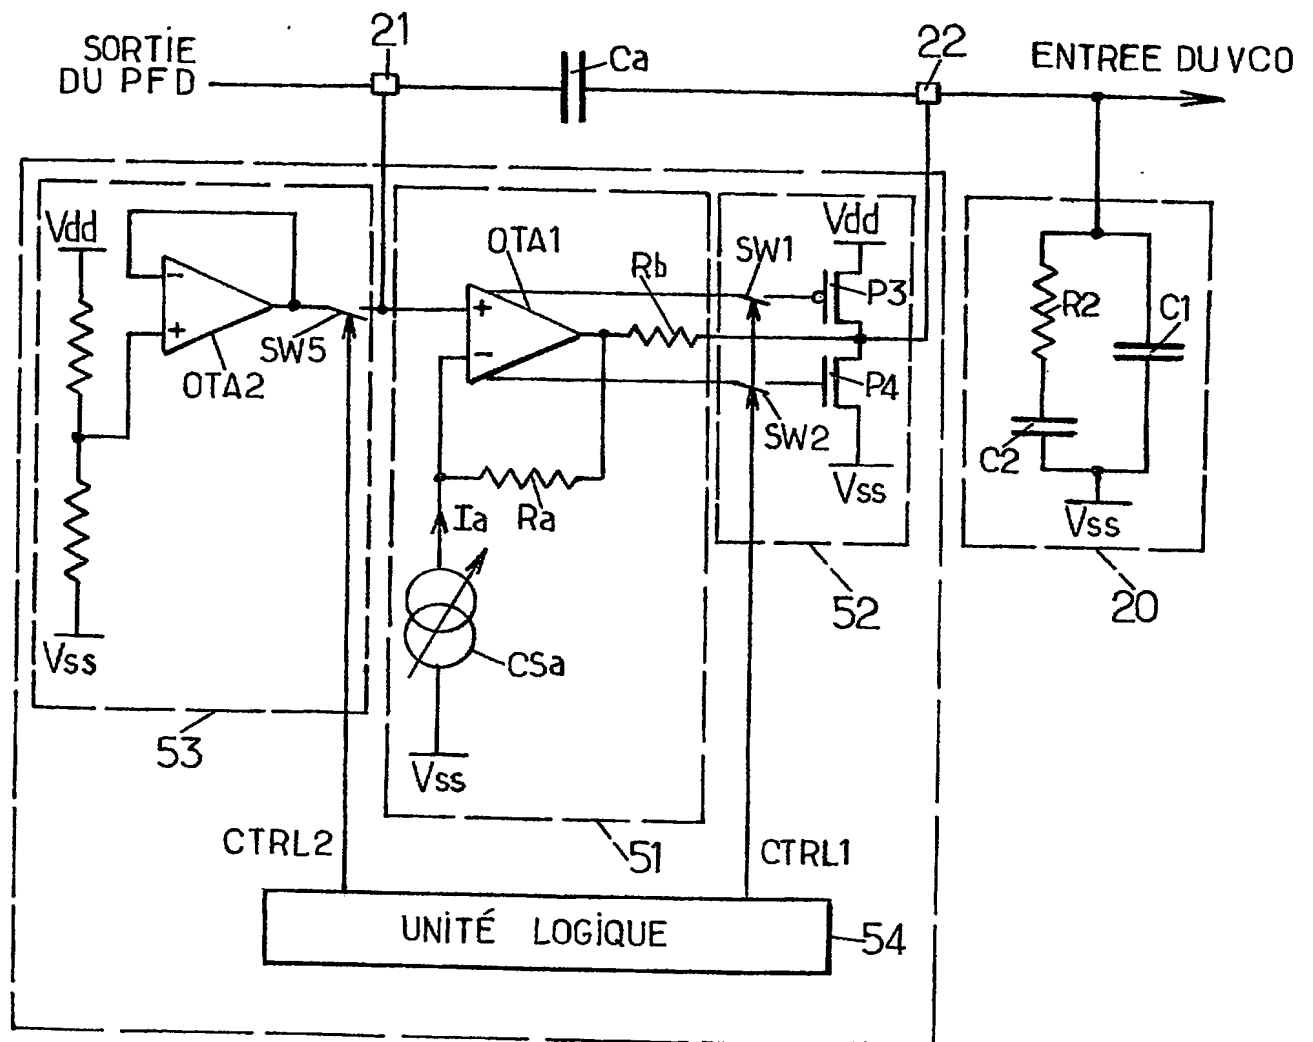 SORTIE
DU PFD
21
Ca
22
ENTREE DU VCO
Vdd
OTA1
SW1
Vdd
Rb
P3
R2
C1
SW5
OTA2
P4
SW2
C2
Vss
Ia
Ra
Vss
52
20
Vss
CSa
53
Vss
CTRL2
51
CTRL1
UNITÉ LOGIQUE
54
+
-
+
-